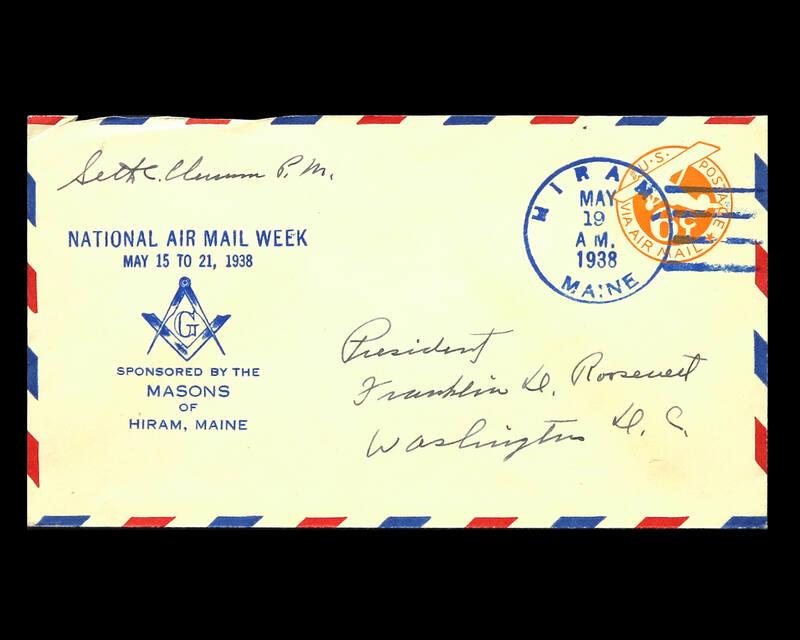 Seth C. P. M.
NATIONAL AIR MAIL WEEK
MAY 15 TO 21, 1938
G
SPONSORED BY THE
MASONS
OF
HIRAM, MAINE
HIRAM
MAY
19
A M.
1938
MAINE
U.S. POSTAGE
6¢
VIA AIR MAIL
President
Franklin D. Roosevelt
Washington D. C.